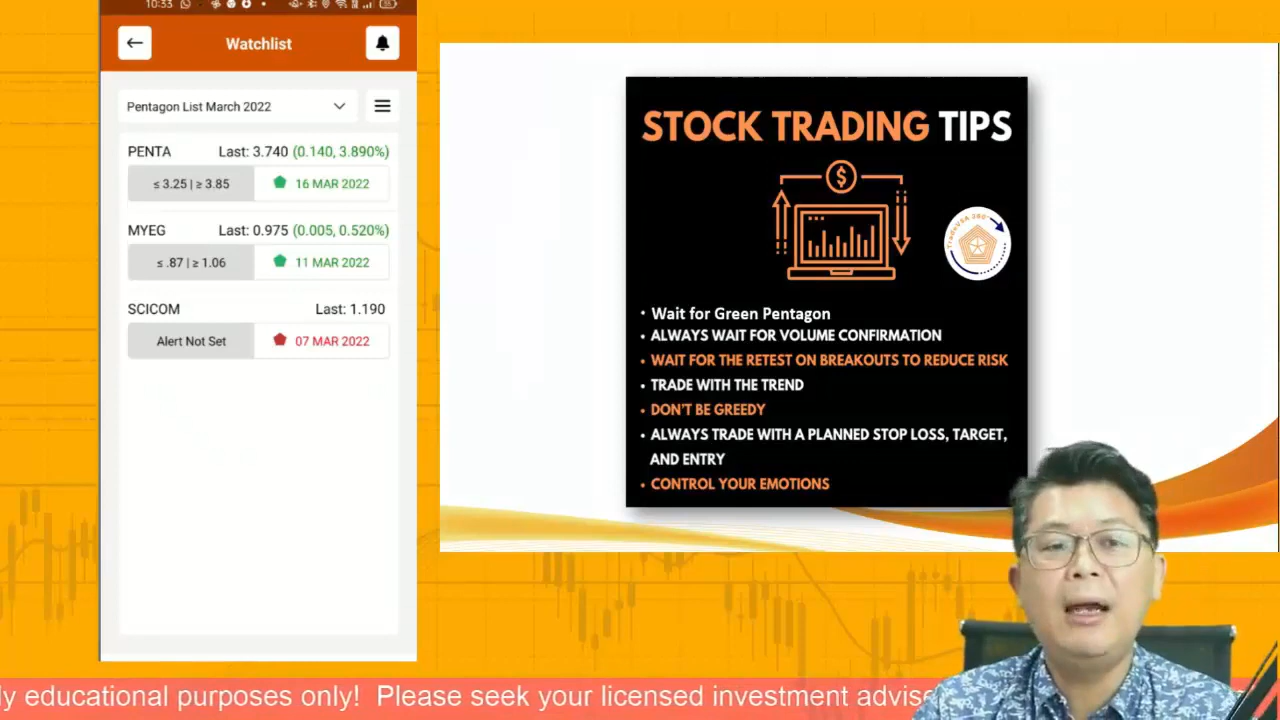 10:33
Watchlist
Pentagon List March 2022
PENTA Last: 3.740 (0.140, 3.890%)
≤ 3.25 | ≥ 3.85 16 MAR 2022
MYEG Last: 0.975 (0.005, 0.520%)
≤ .87 | ≥ 1.06 11 MAR 2022
SCICOM Last: 1.190
Alert Not Set 07 MAR 2022
STOCK TRADING TIPS
TradeVSA 360°
• Wait for Green Pentagon
• ALWAYS WAIT FOR VOLUME CONFIRMATION
• WAIT FOR THE RETEST ON BREAKOUTS TO REDUCE RISK
• TRADE WITH THE TREND
• DON'T BE GREEDY
• ALWAYS TRADE WITH A PLANNED STOP LOSS, TARGET,
AND ENTRY
• CONTROL YOUR EMOTIONS
ly educational purposes only! Please seek your licensed investment advise